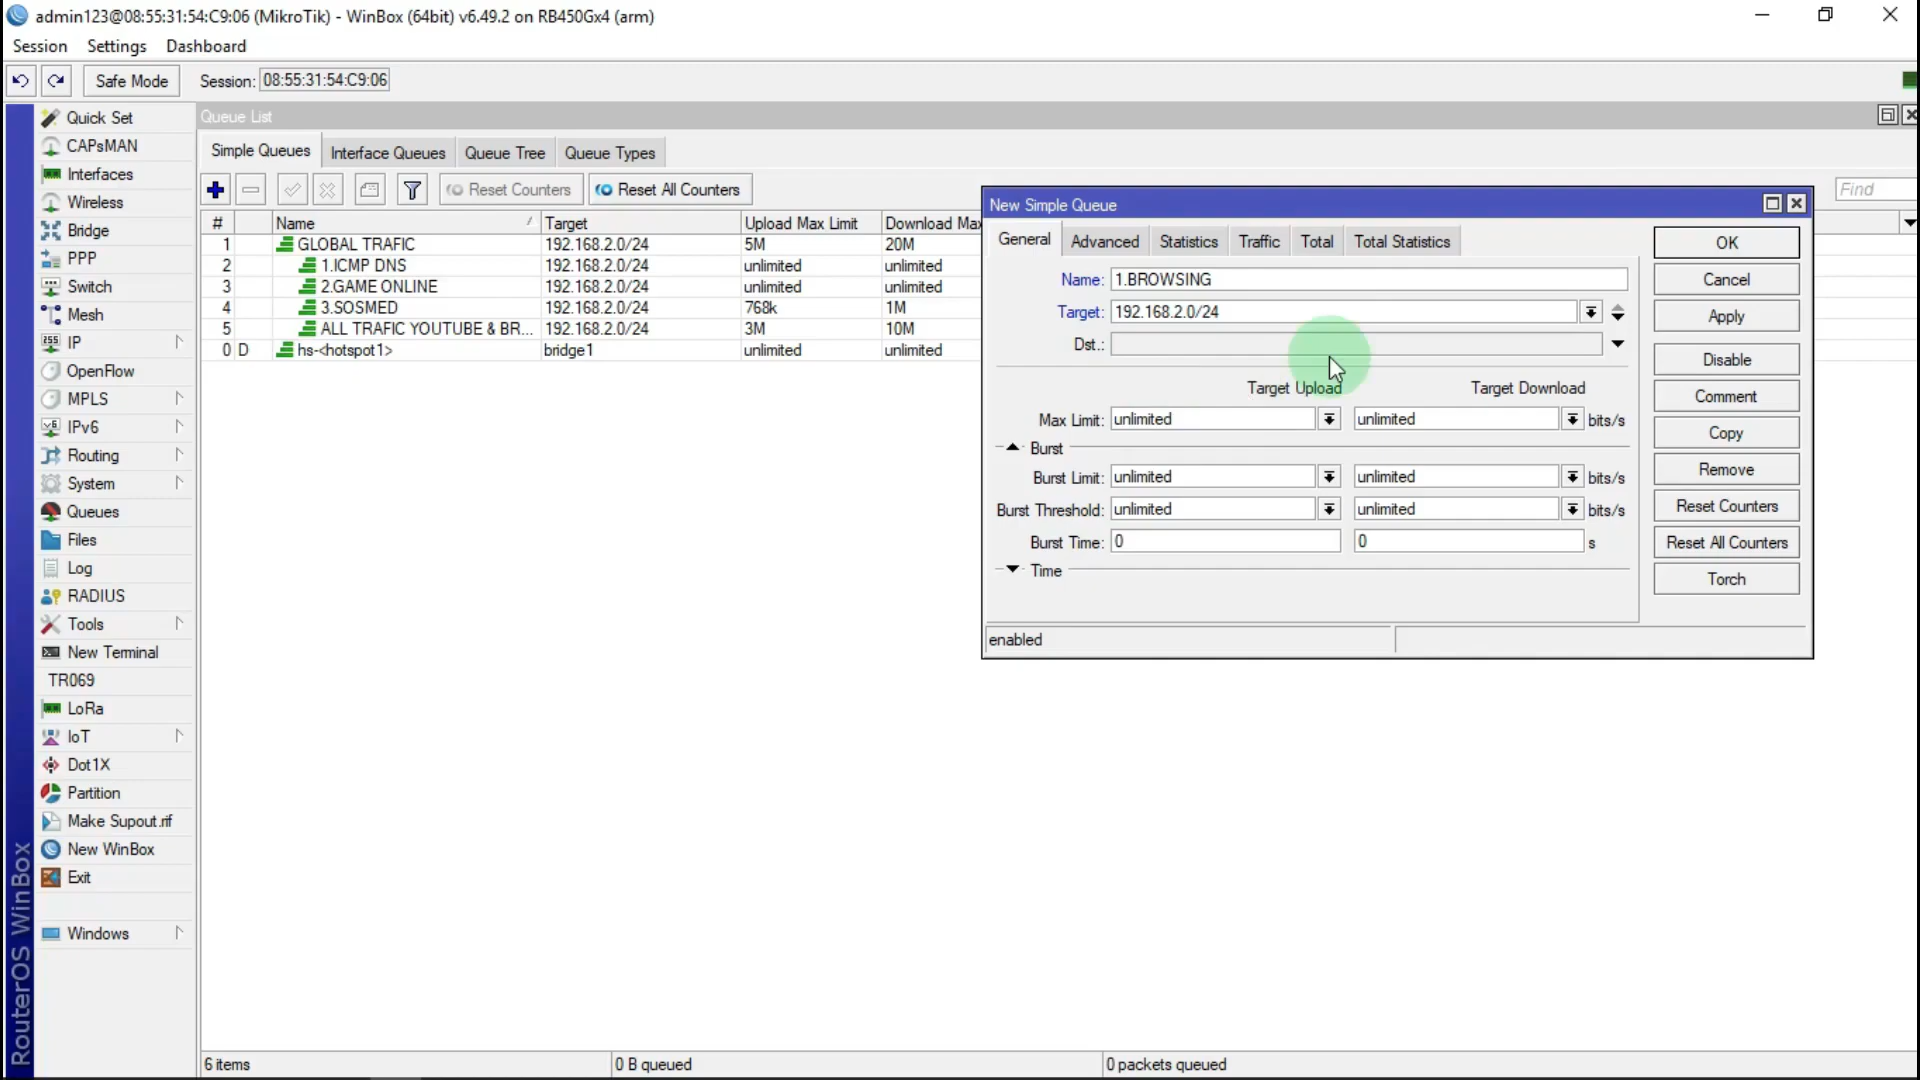 admin123@08:55:31:54:C9:06 (MikroTik) - WinBox (64bit) v6.49.2 on RB450Gx4 (arm)
Session Settings Dashboard
Safe Mode Session: 08:55:31:54:C9:06
Quick Set
CAPsMAN
Interfaces
Wireless
Bridge
PPP
Switch
Mesh
IP
OpenFlow
MPLS
IPv6
Routing
System
Queues
Files
Log
RADIUS
Tools
New Terminal
TR069
LoRa
IoT
Dot1X
Partition
Make Supout.rif
New WinBox
Exit
Windows
RouterOS WinBox
Queue List
Simple Queues Interface Queues Queue Tree Queue Types
Reset Counters Reset All Counters Find
# Name Target Upload Max Limit Download Max
1 GLOBAL TRAFIC 192.168.2.0/24 5M 20M
2 1.ICMP DNS 192.168.2.0/24 unlimited unlimited
3 2.GAME ONLINE 192.168.2.0/24 unlimited unlimited
4 3.SOSMED 192.168.2.0/24 768k 1M
5 ALL TRAFIC YOUTUBE & BR... 192.168.2.0/24 3M 10M
0 D hs-<hotspot1> bridge1 unlimited unlimited
New Simple Queue
General Advanced Statistics Traffic Total Total Statistics
Name: 1.BROWSING
Target: 192.168.2.0/24
Dst.:
Target Upload Target Download
Max Limit: unlimited unlimited bits/s
Burst
Burst Limit: unlimited unlimited bits/s
Burst Threshold: unlimited unlimited bits/s
Burst Time: 0 0 s
Time
enabled
OK
Cancel
Apply
Disable
Comment
Copy
Remove
Reset Counters
Reset All Counters
Torch
6 items 0 B queued 0 packets queued